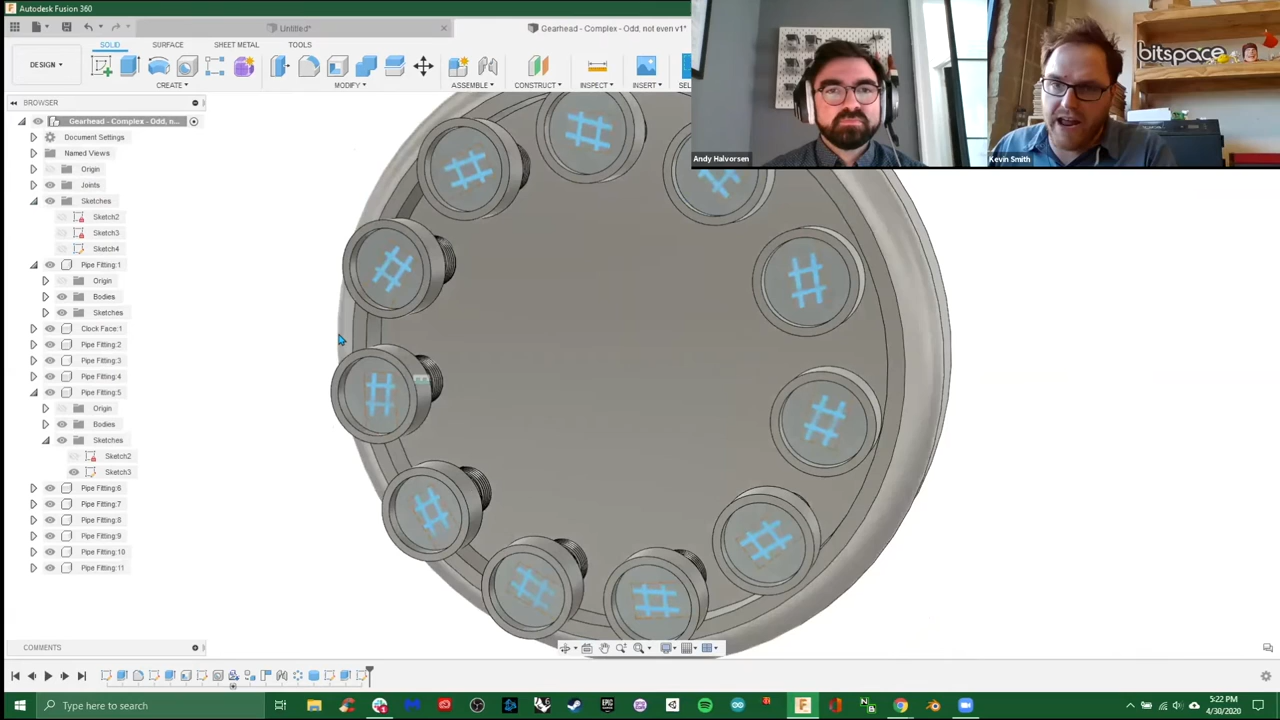 Autodesk Fusion 360
Untitled*
Gearhead - Complex - Odd, not even v1*
DESIGN
SOLID
SURFACE
SHEET METAL
TOOLS
CREATE
MODIFY
ASSEMBLE
CONSTRUCT
INSPECT
INSERT
SEL
bitspace
Andy Halvorsen
Kevin Smith
BROWSER
Gearhead - Complex - Odd, n...
Document Settings
Named Views
Origin
Joints
Sketches
Sketch2
Sketch3
Sketch4
Pipe Fitting:1
Origin
Bodies
Sketches
Clock Face:1
Pipe Fitting:2
Pipe Fitting:3
Pipe Fitting:4
Pipe Fitting:5
Origin
Bodies
Sketches
Sketch2
Sketch3
Pipe Fitting:6
Pipe Fitting:7
Pipe Fitting:8
Pipe Fitting:9
Pipe Fitting:10
Pipe Fitting:11
# # # # # # # # # # #
COMMENTS
Type here to search
5:22 PM
4/30/2020